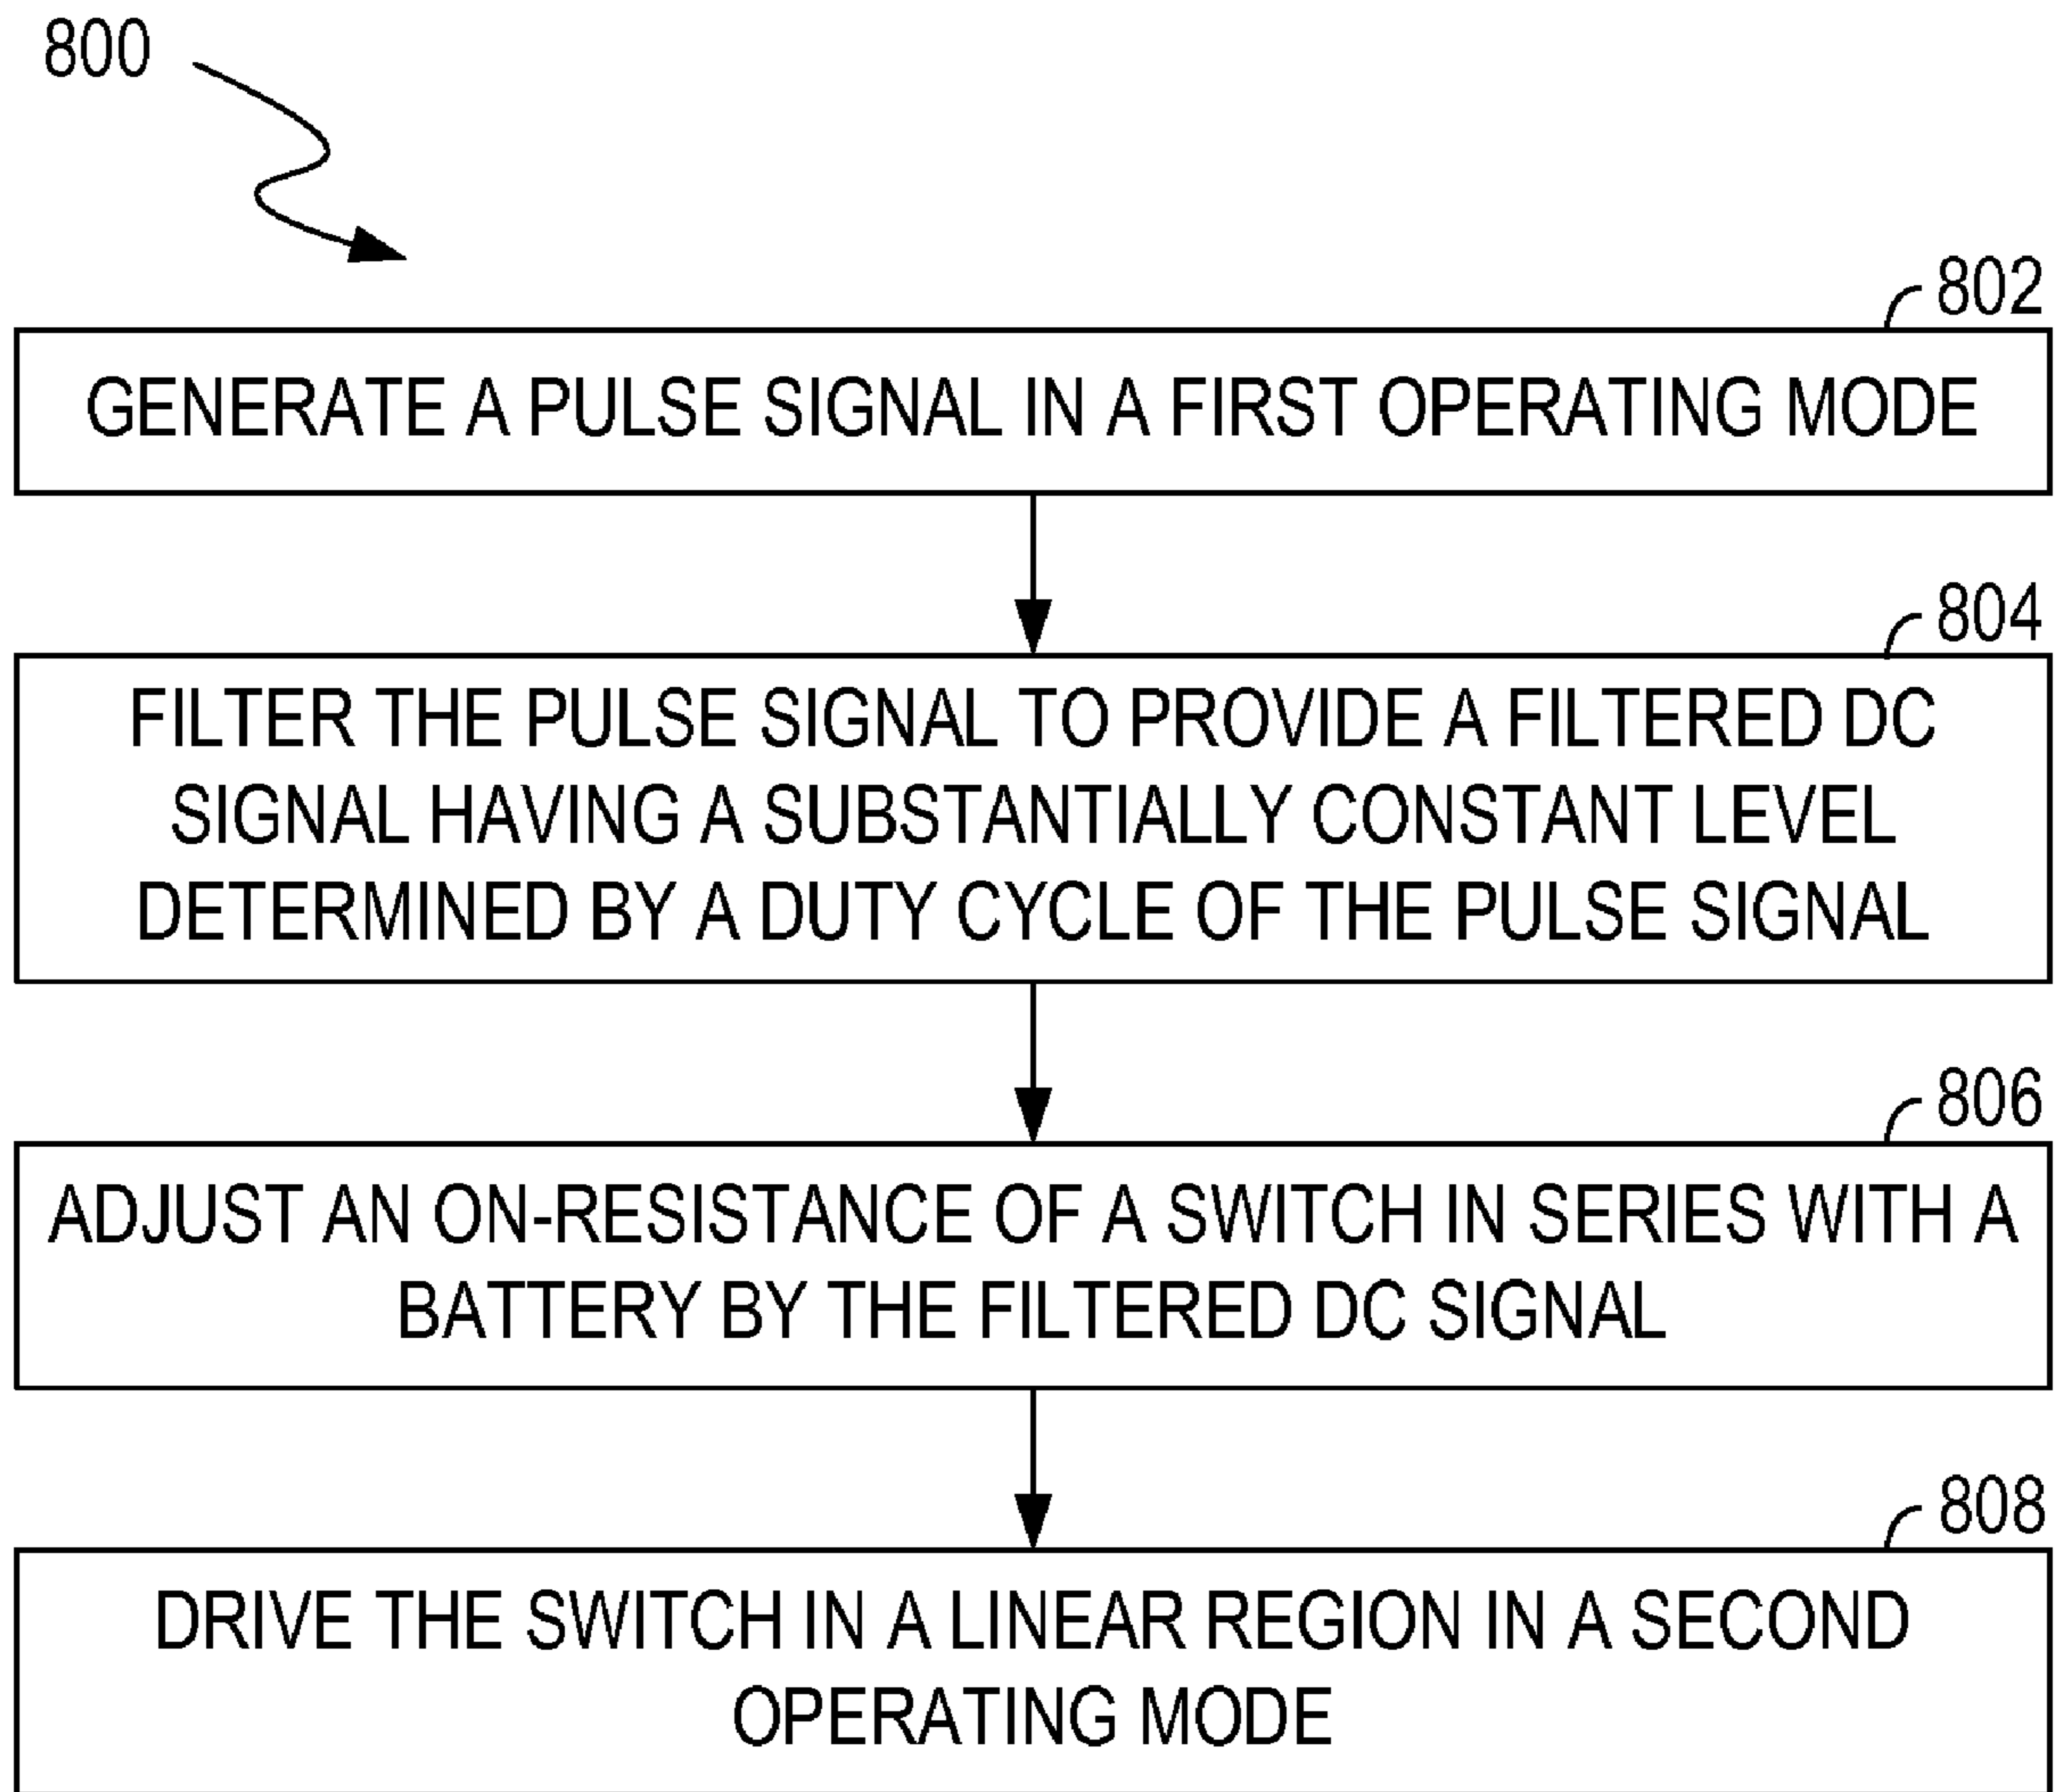 800
802
GENERATE A PULSE SIGNAL IN A FIRST OPERATING MODE
804
FILTER THE PULSE SIGNAL TO PROVIDE A FILTERED DC
SIGNAL HAVING A SUBSTANTIALLY CONSTANT LEVEL
DETERMINED BY A DUTY CYCLE OF THE PULSE SIGNAL
806
ADJUST AN ON-RESISTANCE OF A SWITCH IN SERIES WITH A
BATTERY BY THE FILTERED DC SIGNAL
808
DRIVE THE SWITCH IN A LINEAR REGION IN A SECOND
OPERATING MODE